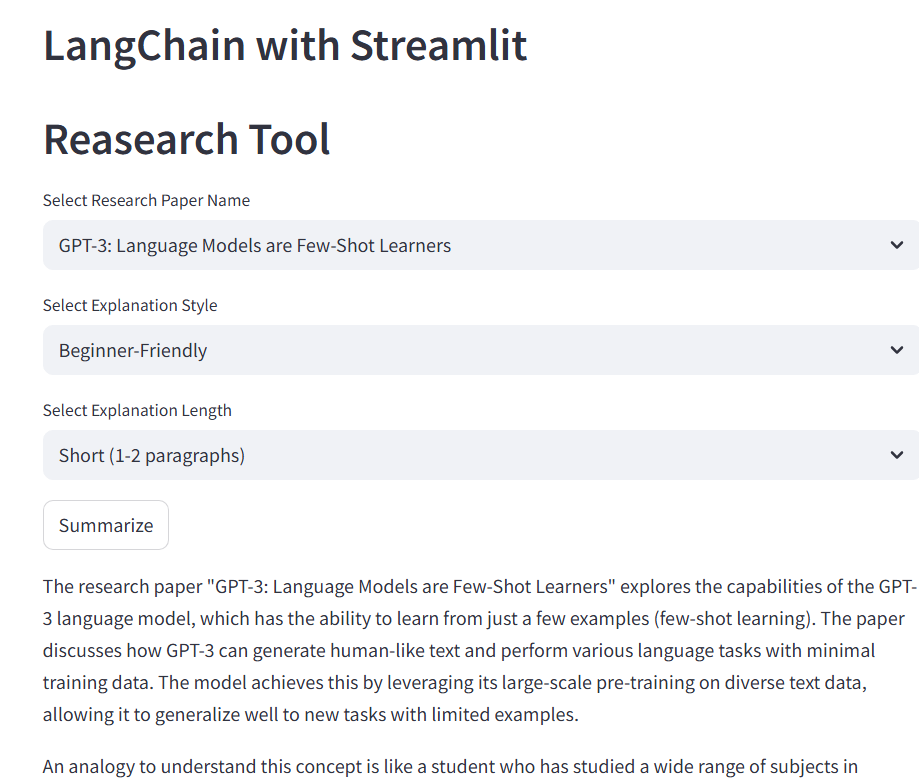 LangChain with Streamlit
Reasearch Tool
Select Research Paper Name
GPT-3: Language Models are Few-Shot Learners
Select Explanation Style
Beginner-Friendly
Select Explanation Length
Short (1-2 paragraphs)
Summarize
The research paper "GPT-3: Language Models are Few-Shot Learners" explores the capabilities of the GPT-
3 language model, which has the ability to learn from just a few examples (few-shot learning). The paper
discusses how GPT-3 can generate human-like text and perform various language tasks with minimal
training data. The model achieves this by leveraging its large-scale pre-training on diverse text data,
allowing it to generalize well to new tasks with limited examples.
An analogy to understand this concept is like a student who has studied a wide range of subjects in